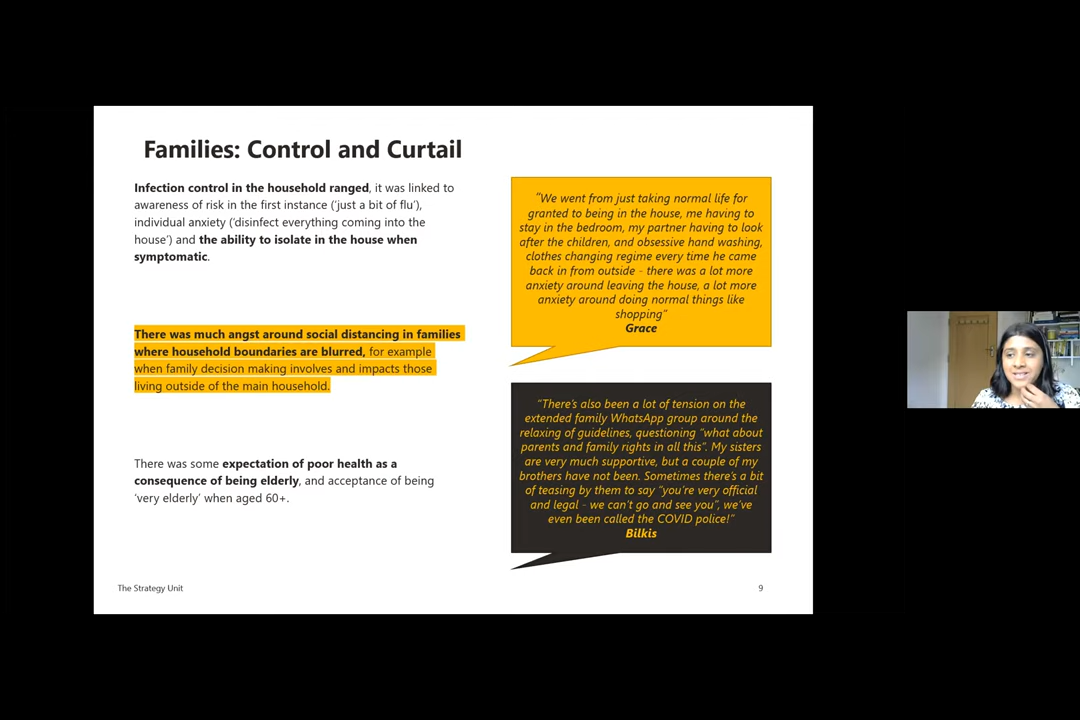 Families: Control and Curtail
Infection control in the household ranged, it was linked to
awareness of risk in the first instance (‘just a bit of flu’),
individual anxiety (‘disinfect everything coming into the
house’) and the ability to isolate in the house when
symptomatic.
There was much angst around social distancing in families
where household boundaries are blurred, for example
when family decision making involves and impacts those
living outside of the main household.
There was some expectation of poor health as a
consequence of being elderly, and acceptance of being
‘very elderly’ when aged 60+.
“We went from just taking normal life for
granted to being in the house, me having to
stay in the bedroom, my partner having to look
after the children, and obsessive hand washing,
clothes changing regime every time he came
back in from outside - there was a lot more
anxiety around leaving the house, a lot more
anxiety around doing normal things like
shopping”
Grace
“There’s also been a lot of tension on the
extended family WhatsApp group around the
relaxing of guidelines, questioning “what about
parents and family rights in all this”. My sisters
are very much supportive, but a couple of my
brothers have not been. Sometimes there’s a bit
of teasing by them to say “you’re very official
and legal - we can’t go and see you”, we’ve
even been called the COVID police!”
Bilkis
The Strategy Unit
9